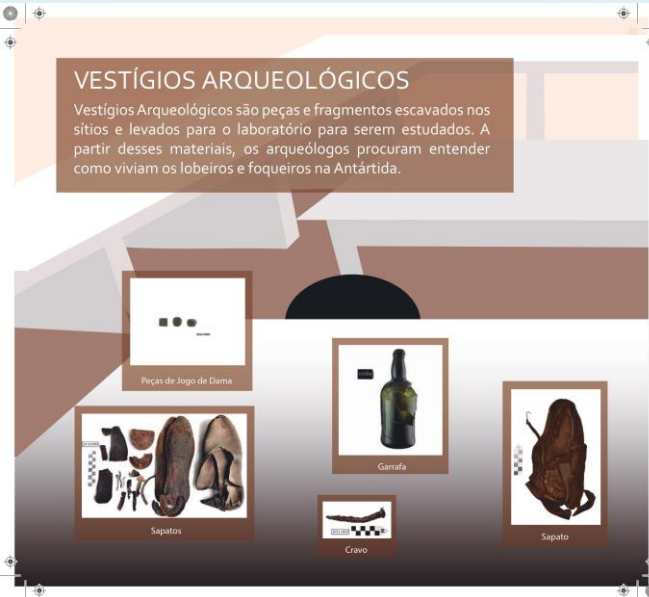 VESTÍGIOS ARQUEOLÓGICOS
Vestígios Arqueológicos são peças e fragmentos escavados nos
sítios e levados para o laboratório para serem estudados. A
partir desses materiais, os arqueólogos procuram entender
como viviam os lobeiros e foqueiros na Antártida.
Peças de Jogo de Dama
Garrafa
Sapatos
Cravo
Sapato